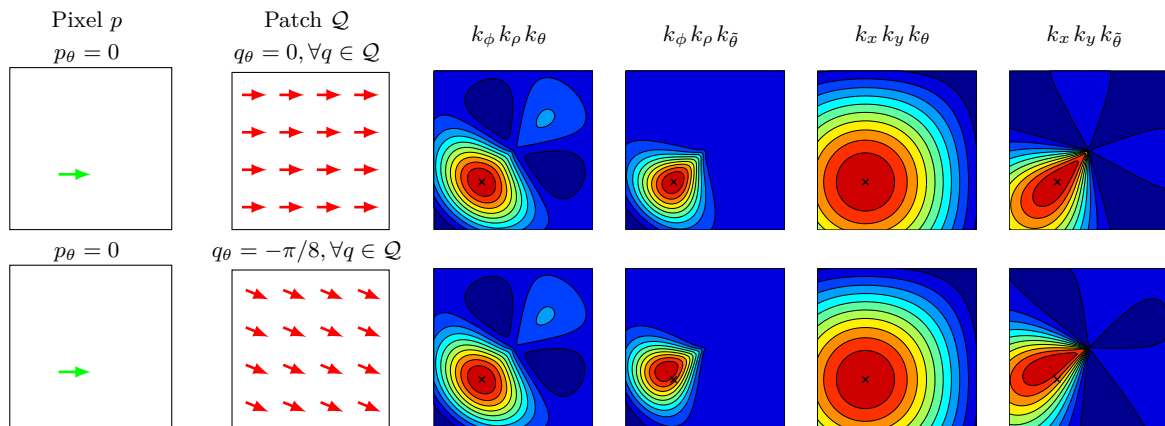 Pixel p Patch 𝒬 k_ϕ k_ρ k_θ k_ϕ k_ρ k_θ̃ k_x k_y k_θ k_x k_y k_θ̃
p_θ = 0 q_θ = 0, ∀q ∈ 𝒬
p_θ = 0 q_θ = −π/8, ∀q ∈ 𝒬